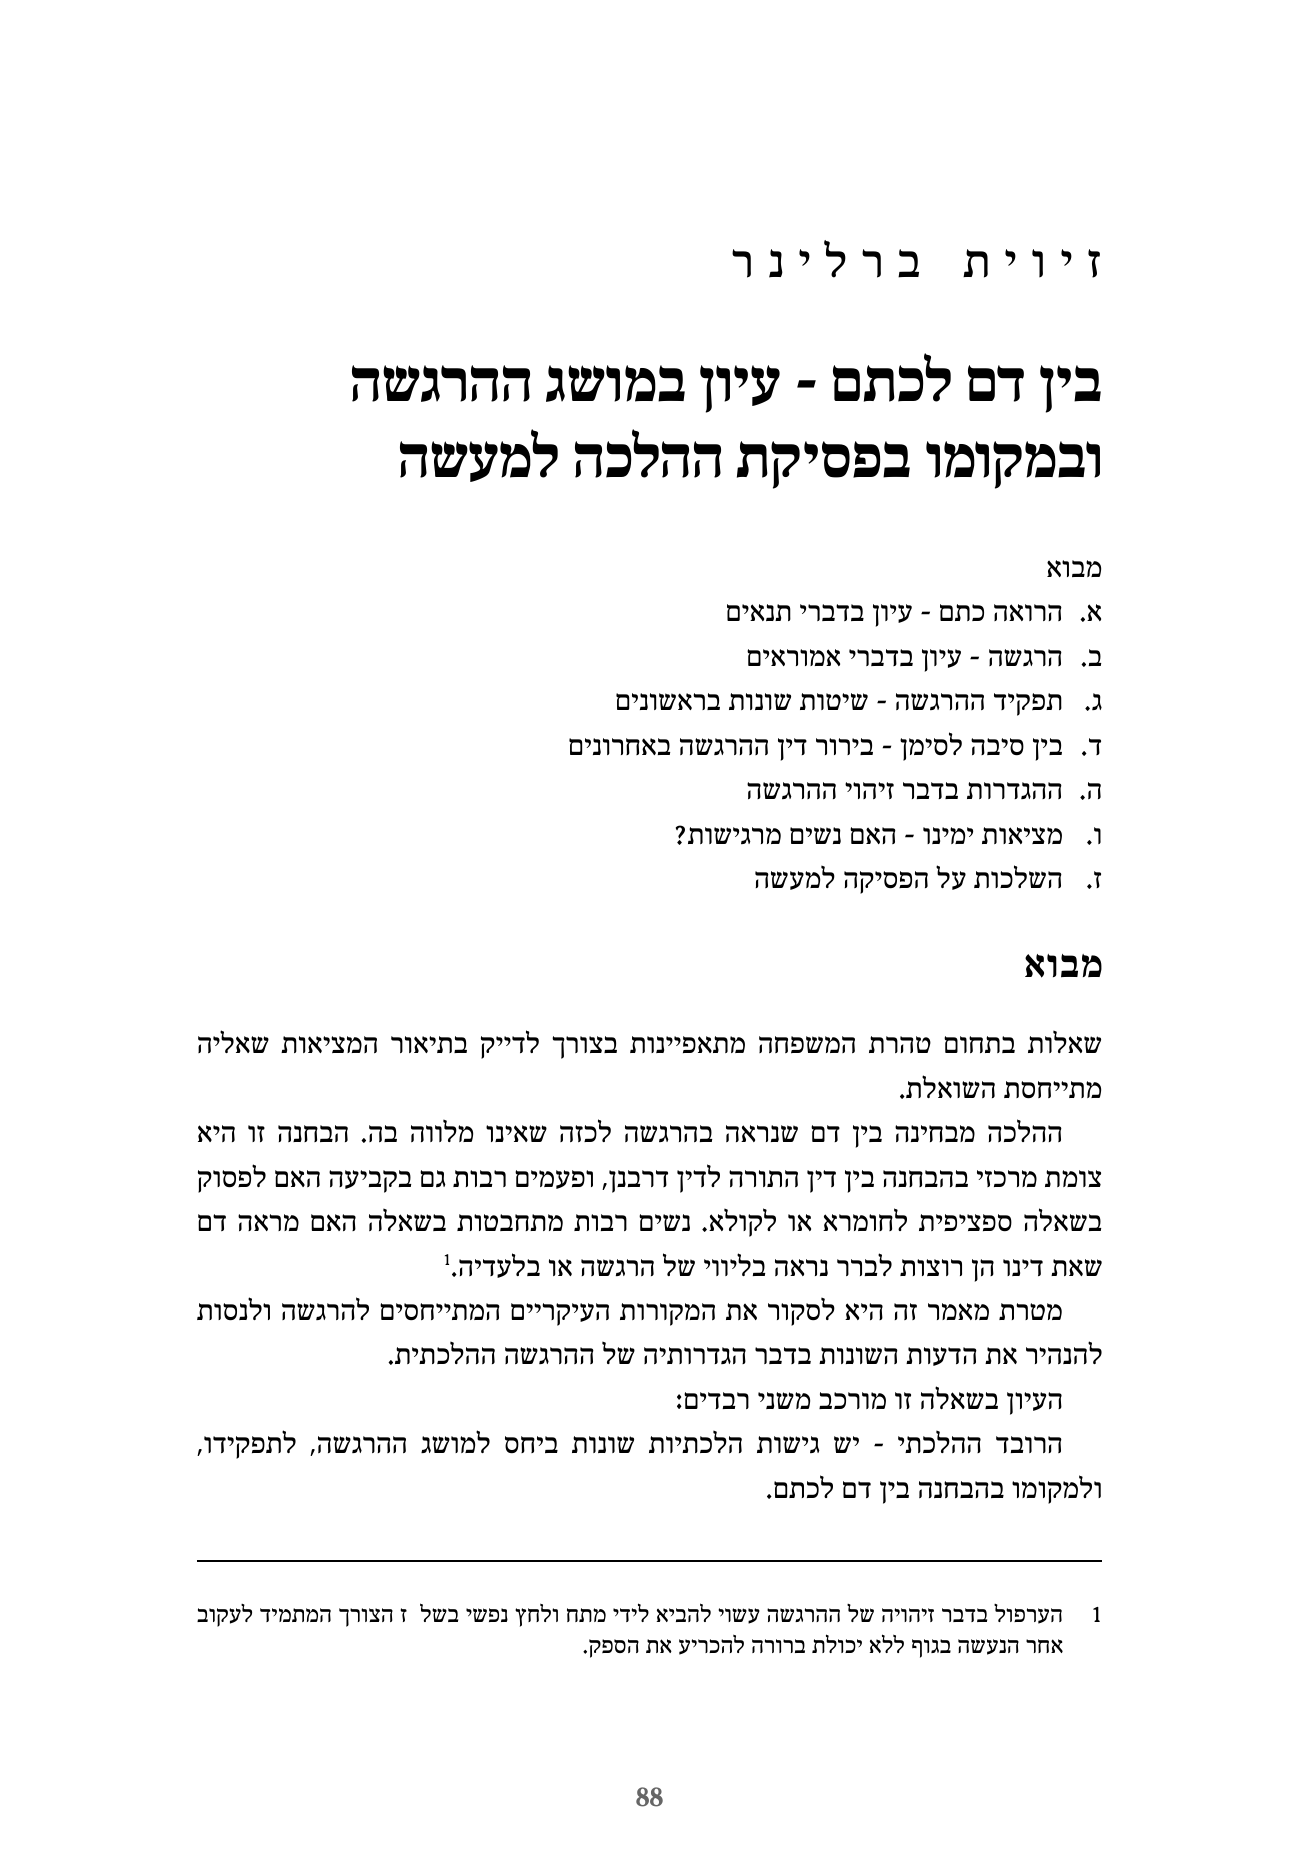 זיוית ברלינר
בין דם לכתם - עיון במושג ההרגשה
ובמקומו בפסיקת ההלכה למעשה
מבוא
א. הרואה כתם - עיון בדברי תנאים
ב. הרגשה - עיון בדברי אמוראים
ג. תפקיד ההרגשה - שיטות שונות בראשונים
ד. בין סיבה לסימן - בירור דין ההרגשה באחרונים
ה. ההגדרות בדבר זיהוי ההרגשה
ו. מציאות ימינו - האם נשים מרגישות?
ז. השלכות על הפסיקה למעשה
מבוא
שאלות בתחום טהרת המשפחה מתאפיינות בצורך לדייק בתיאור המציאות שאליה
מתייחסת השואלת.
ההלכה מבחינה בין דם שנראה בהרגשה לכזה שאינו מלווה בה. הבחנה זו היא
צומת מרכזי בהבחנה בין דין התורה לדין דרבנן, ופעמים רבות גם בקביעה האם לפסוק
בשאלה ספציפית לחומרא או לקולא. נשים רבות מתחבטות בשאלה האם מראה דם
שאת דינו הן רוצות לברר נראה בליווי של הרגשה או בלעדיה.1
מטרת מאמר זה היא לסקור את המקורות העיקריים המתייחסים להרגשה ולנסות
להנהיר את הדעות השונות בדבר הגדרותיה של ההרגשה ההלכתית.
העיון בשאלה זו מורכב משני רבדים:
הרובד ההלכתי - יש גישות הלכתיות שונות ביחס למושג ההרגשה, לתפקידו,
ולמקומו בהבחנה בין דם לכתם.
1 הערפול בדבר זיהויה של ההרגשה עשוי להביא לידי מתח ולחץ נפשי בשל ז הצורך המתמיד לעקוב
אחר הנעשה בגוף ללא יכולת ברורה להכריע את הספק.
88